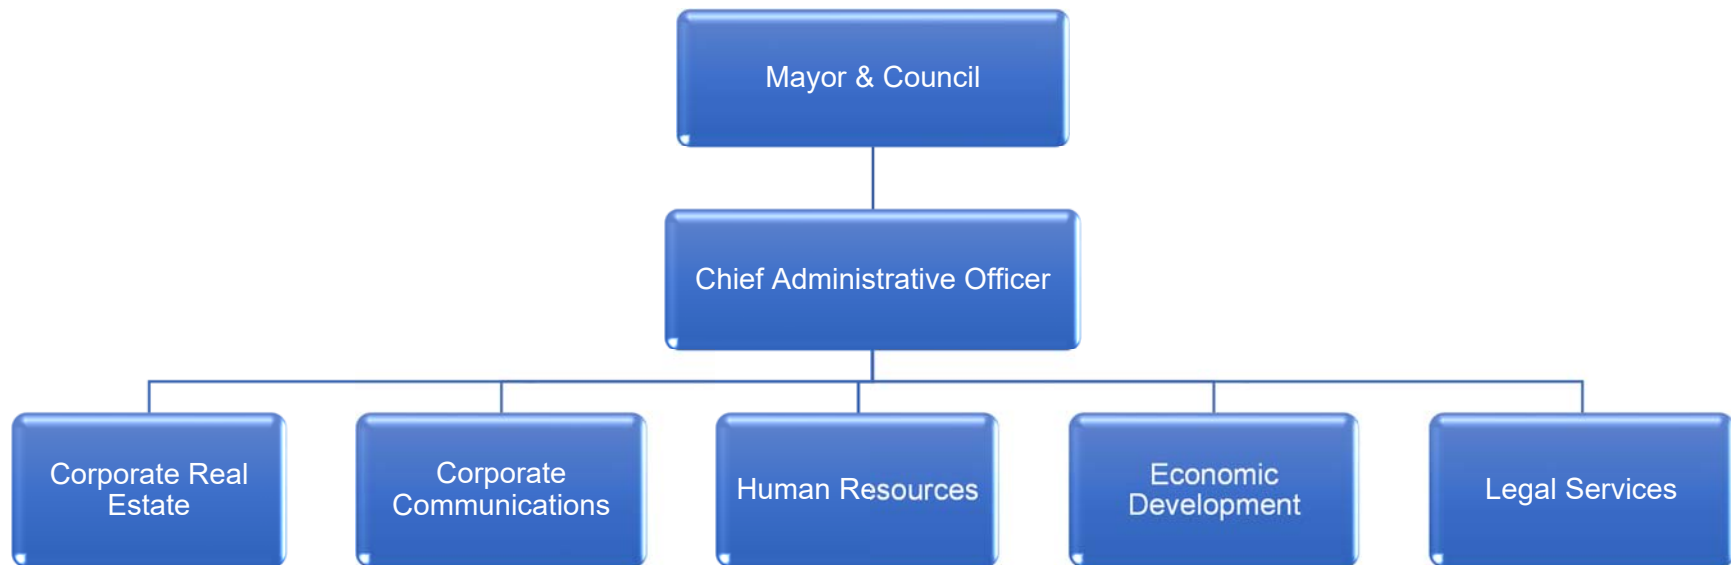 Mayor & Council
Chief Administrative Officer
Corporate Real
Estate
Corporate
Communications
Human Resources
Economic
Development
Legal Services